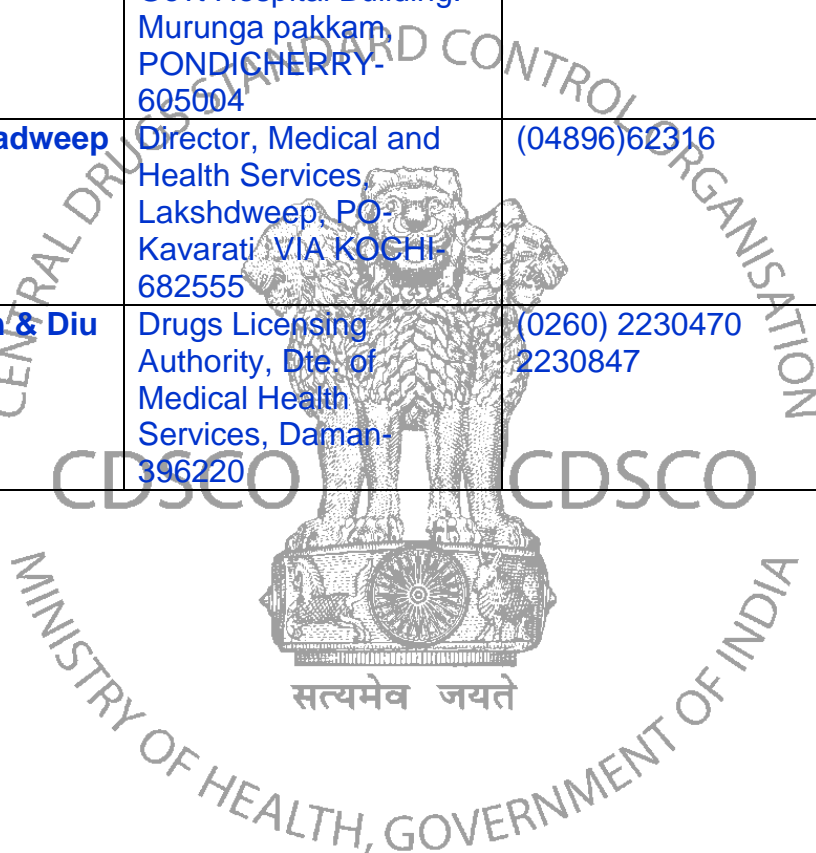 Murunga pakkam,
PONDICHERRY-
605004
adweep
Director, Medical and
Health Services,
Lakshdweep, PO-
Kavarati VIA KOCHI-
682555
(04896)62316
& Diu
Drugs Licensing
Authority, Dte. of
Medical Health
Services, Daman-
396220
(0260) 2230470
2230847
CENTRAL DRUGS STANDARD CONTROL ORGANISATION
CDSCO
CDSCO
सत्यमेव जयते
MINISTRY OF HEALTH, GOVERNMENT OF INDIA